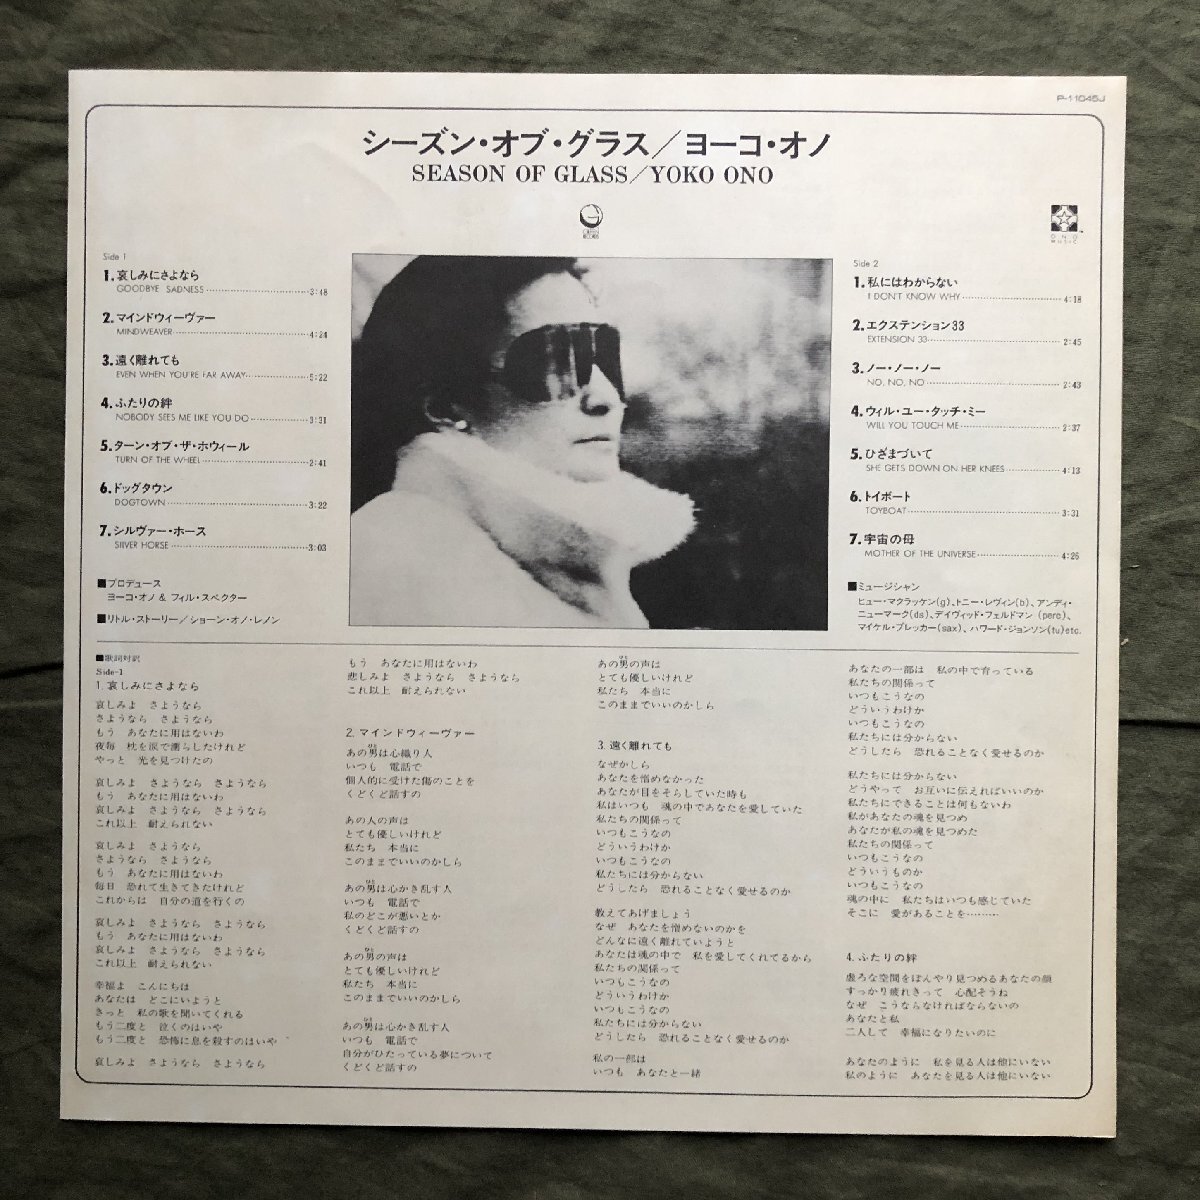 P-11045J
シーズン・オブ・グラス／ヨーコ・オノ
SEASON OF GLASS／YOKO ONO
Side 1
1.哀しみにさよなら
GOODBYE SADNESS 3:48
2.マインドウィーヴァー
MINDWEAVER 4:24
3.遠く離れても
EVEN WHEN YOU'RE FAR AWAY 5:22
4.ふたりの絆
NOBODY SEES ME LIKE YOU DO 3:31
5.ターン・オブ・ザ・ホウィール
TURN OF THE WHEEL 2:41
6.ドッグタウン
DOGTOWN 3:22
7.シルヴァー・ホース
SIIVER HORSE 3:03
■プロデュース
ヨーコ・オノ & フィル・スペクター
■リトル・ストーリー／ショーン・オノ・レノン
Side 2
1.私にはわからない
I DON'T KNOW WHY 4:18
2.エクステンション33
EXTENSION 33 2:45
3.ノー・ノー・ノー
NO, NO, NO 2:43
4.ウィル・ユー・タッチ・ミー
WILL YOU TOUCH ME 2:37
5.ひざまづいて
SHE GETS DOWN ON HER KNEES 4:13
6.トイボート
TOYBOAT 3:31
7.宇宙の母
MOTHER OF THE UNIVERSE 4:26
■ミュージシャン
ヒュー・マクラッケン(g)、トニー・レヴィン(b)、アンディ・
ニューマーク(ds)、デイヴィッド・フェルドマン (perc)、
マイケル・ブレッカー(sax)、ハワード・ジョンソン(tu)etc.
■歌詞対訳
Side-1
1. 哀しみにさよなら
哀しみよ さようなら
さようなら さようなら
もう あなたに用はないわ
夜毎 枕を涙で濡らしたけれど
やっと 光を見つけたの
哀しみよ さようなら さようなら
もう あなたに用はないわ
哀しみよ さようなら さようなら
これ以上 耐えられない
哀しみよ さようなら
さようなら さようなら
もう あなたに用はないわ
毎日 恐れて生きてきたけれど
これからは 自分の道を行くの
哀しみよ さようなら さようなら
もう あなたに用はないわ
哀しみよ さようなら さようなら
これ以上 耐えられない
幸福よ こんにちは
あなたは どこにいようと
きっと 私の歌を聞いてくれる
もう二度と 泣くのはいや
もう二度と 恐怖に息を殺すのはいや
哀しみよ さようなら さようなら
もう あなたに用はないわ
悲しみよ さようなら さようなら
これ以上 耐えられない
2. マインドウィーヴァー
あの男は心織り人
いつも 電話で
個人的に受けた傷のことを
くどくど話すの
あの人の声は
とても優しいけれど
私たち 本当に
このままでいいのかしら
あの男は心かき乱す人
いつも 電話で
私のどこが悪いとか
くどくど話すの
あの男の声は
とても優しいけれど
私たち 本当に
このままでいいのかしら
あの男は心かき乱す人
いつも 電話で
自分がひたっている夢について
くどくど話すの
あの男の声は
とても優しいけれど
私たち 本当に
このままでいいのかしら
3. 遠く離れても
なぜかしら
あなたを憎めなかった
あなたが目をそらしていた時も
私はいつも 魂の中であなたを愛していた
私たちの関係って
いつもこうなの
どういうわけか
いつもこうなの
私たちには分からない
どうしたら 恐れることなく愛せるのか
教えてあげましょう
なぜ あなたを憎めないのかを
どんなに遠く離れていようと
あなたは魂の中で 私を愛してくれてるから
私たちの関係って
いつもこうなの
どういうわけか
いつもこうなの
私たちには分からない
どうしたら 恐れることなく愛せるのか
私の一部は
いつも あなたと一緒
あなたの一部は 私の中で育っている
私たちの関係って
いつもこうなの
どういうわけか
いつもこうなの
私たちには分からない
どうしたら 恐れることなく愛せるのか
私たちには分からない
どうやって お互いに伝えればいいのか
私たちにできることは何もないわ
私があなたの魂を見つめ
あなたが私の魂を見つめた
私たちの関係って
いつもこうなの
どういうものか
いつもこうなの
魂の中に 私たちはいつも感じていた
そこに 愛があることを………
4. ふたりの絆
虚ろな空間をぼんやり見つめるあなたの顔
すっかり疲れきって 心配そうね
なぜ こうならなければならないの
あなたと私
二人して 幸福になりたいのに
あなたのように 私を見る人は他にいない
私のように あなたを見る人は他にいない